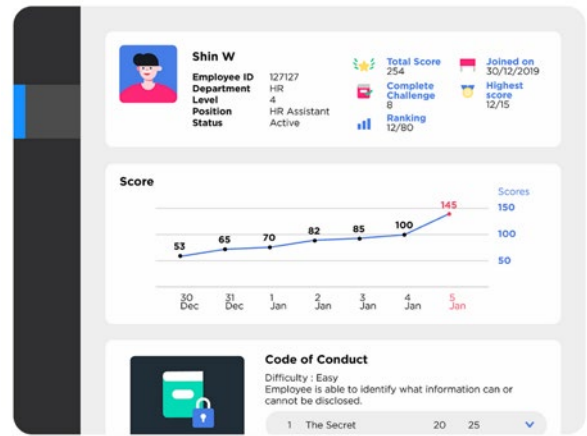 Shin W
Employee ID 127127
Department HR
Level 4
Position HR Assistant
Status Active
Total Score
254
Complete
Challenge
8
Ranking
12/80
Joined on
30/12/2019
Highest
score
12/15
Score
Scores
150
100
50
53 65 70 82 85 100 145
30 31 1 2 3 4 5
Dec Dec Jan Jan Jan Jan Jan
Code of Conduct
Difficulty : Easy
Employee is able to identify what information can or
cannot be disclosed.
1 The Secret 20 25